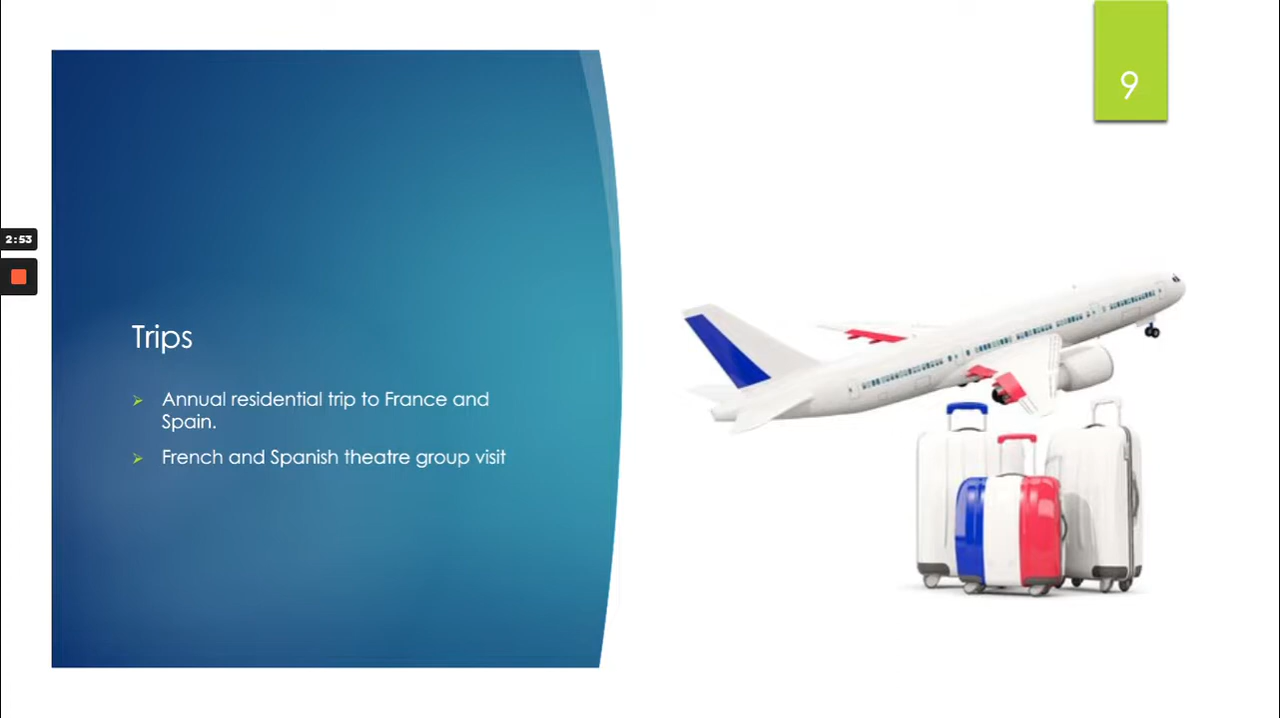 9
2:53
Trips
Annual residential trip to France and
Spain.
French and Spanish theatre group visit